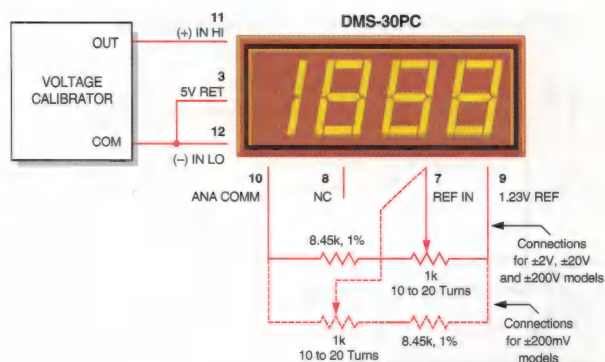 DMS-30PC
11
(+) IN HI
OUT
3
5V RET
VOLTAGE
CALIBRATOR
COM
12
(–) IN LO
1888
10
ANA COMM
8
NC
7
REF IN
9
1.23V REF
8.45k, 1%
1k
10 to 20 Turns
Connections
for ±2V, ±20V
and ±200V models
1k
10 to 20 Turns
8.45k, 1%
Connections
for ±200mV
models